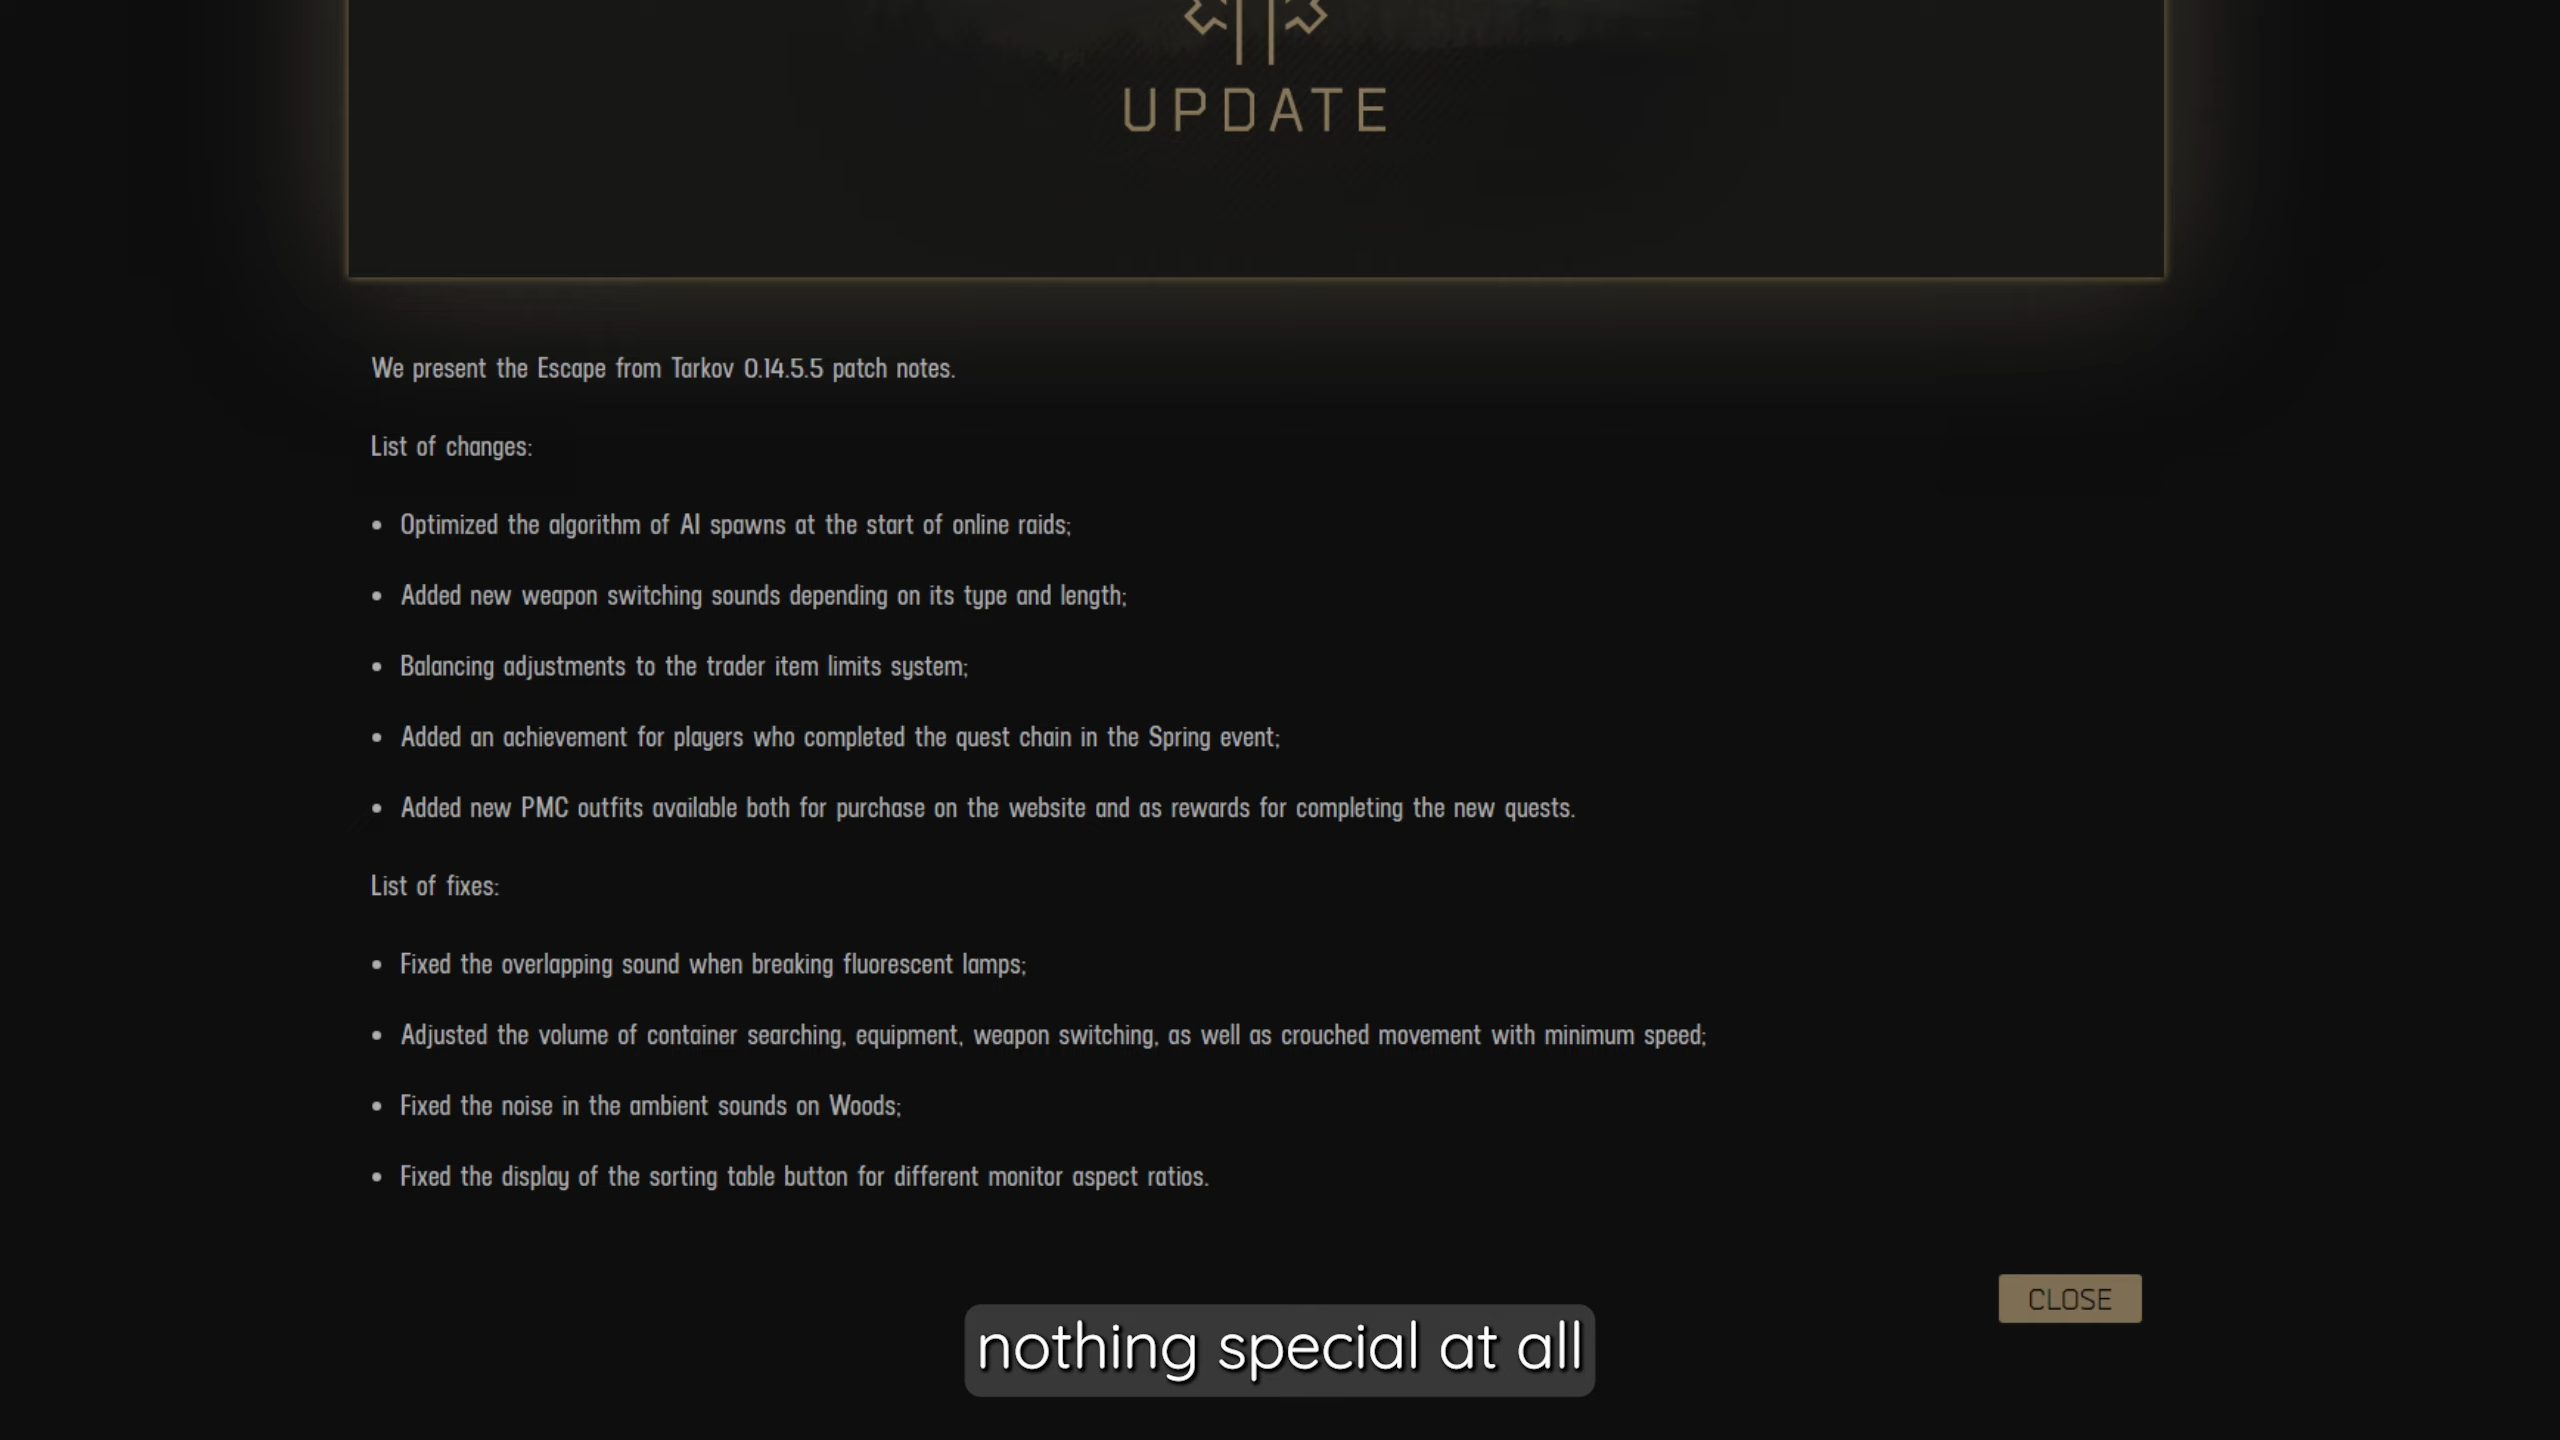 UPDATE
We present the Escape from Tarkov 0.14.5.5 patch notes.
List of changes:
• Optimized the algorithm of AI spawns at the start of online raids;
• Added new weapon switching sounds depending on its type and length;
• Balancing adjustments to the trader item limits system;
• Added an achievement for players who completed the quest chain in the Spring event;
• Added new PMC outfits available both for purchase on the website and as rewards for completing the new quests.
List of fixes:
• Fixed the overlapping sound when breaking fluorescent lamps;
• Adjusted the volume of container searching, equipment, weapon switching, as well as crouched movement with minimum speed;
• Fixed the noise in the ambient sounds on Woods;
• Fixed the display of the sorting table button for different monitor aspect ratios.
CLOSE
nothing special at all